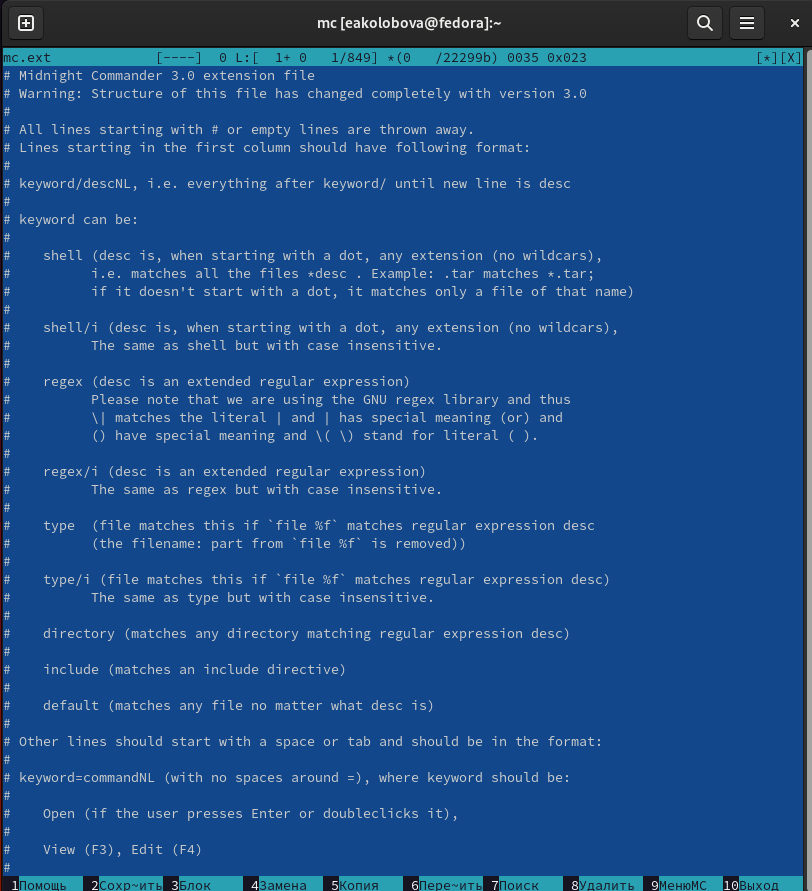 mc [eakolobova@fedora]:~
mc.ext [----] 0 L:[ 1+ 0 1/849] *(0 /22299b) 0035 0x023 [*][X]
# Midnight Commander 3.0 extension file
# Warning: Structure of this file has changed completely with version 3.0
#
# All lines starting with # or empty lines are thrown away.
# Lines starting in the first column should have following format:
#
# keyword/descNL, i.e. everything after keyword/ until new line is desc
#
# keyword can be:
#
#    shell (desc is, when starting with a dot, any extension (no wildcars),
#          i.e. matches all the files *desc . Example: .tar matches *.tar;
#          if it doesn't start with a dot, it matches only a file of that name)
#
#    shell/i (desc is, when starting with a dot, any extension (no wildcars),
#          The same as shell but with case insensitive.
#
#    regex (desc is an extended regular expression)
#          Please note that we are using the GNU regex library and thus
#          \| matches the literal | and | has special meaning (or) and
#          () have special meaning and \( \) stand for literal ( ).
#
#    regex/i (desc is an extended regular expression)
#          The same as regex but with case insensitive.
#
#    type  (file matches this if `file %f` matches regular expression desc
#          (the filename: part from `file %f` is removed))
#
#    type/i (file matches this if `file %f` matches regular expression desc)
#          The same as type but with case insensitive.
#
#    directory (matches any directory matching regular expression desc)
#
#    include (matches an include directive)
#
#    default (matches any file no matter what desc is)
#
# Other lines should start with a space or tab and should be in the format:
#
# keyword=commandNL (with no spaces around =), where keyword should be:
#
#    Open (if the user presses Enter or doubleclicks it),
#
#    View (F3), Edit (F4)
#
1Помощь 2Сохр~ить 3Блок 4Замена 5Копия 6Пере~ить 7Поиск 8Удалить 9МенюMC 10Выход